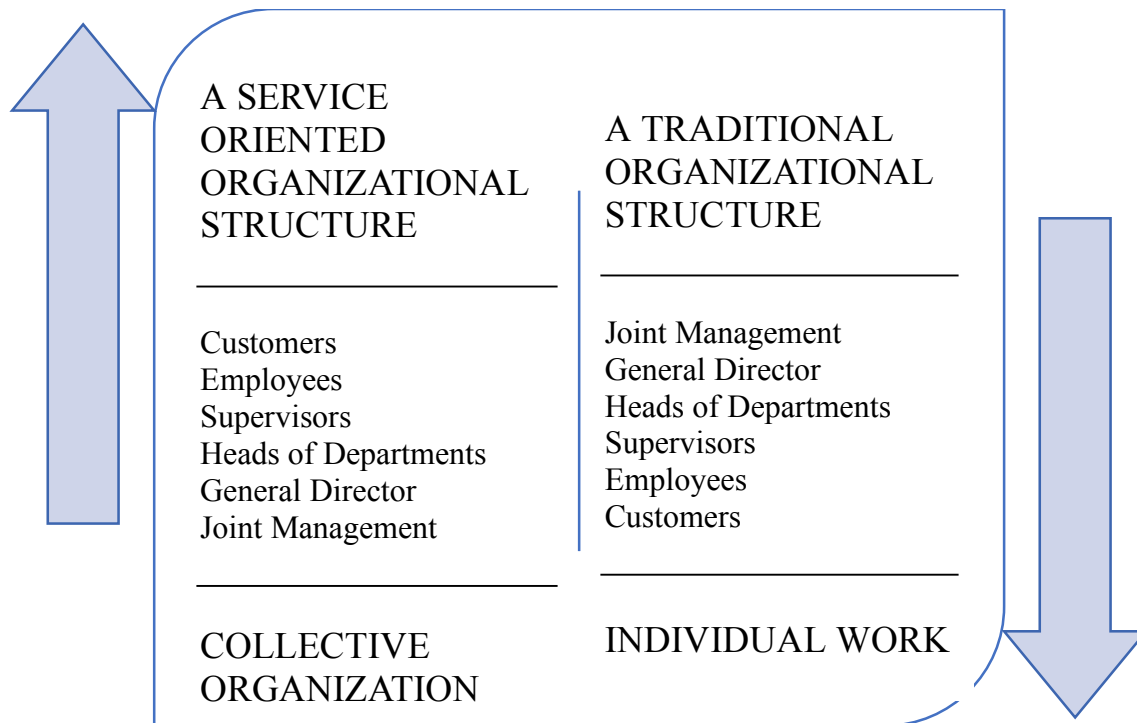 A SERVICE
ORIENTED
ORGANIZATIONAL
STRUCTURE
Customers
Employees
Supervisors
Heads of Departments
General Director
Joint Management
COLLECTIVE
ORGANIZATION
A TRADITIONAL
ORGANIZATIONAL
STRUCTURE
Joint Management
General Director
Heads of Departments
Supervisors
Employees
Customers
INDIVIDUAL WORK